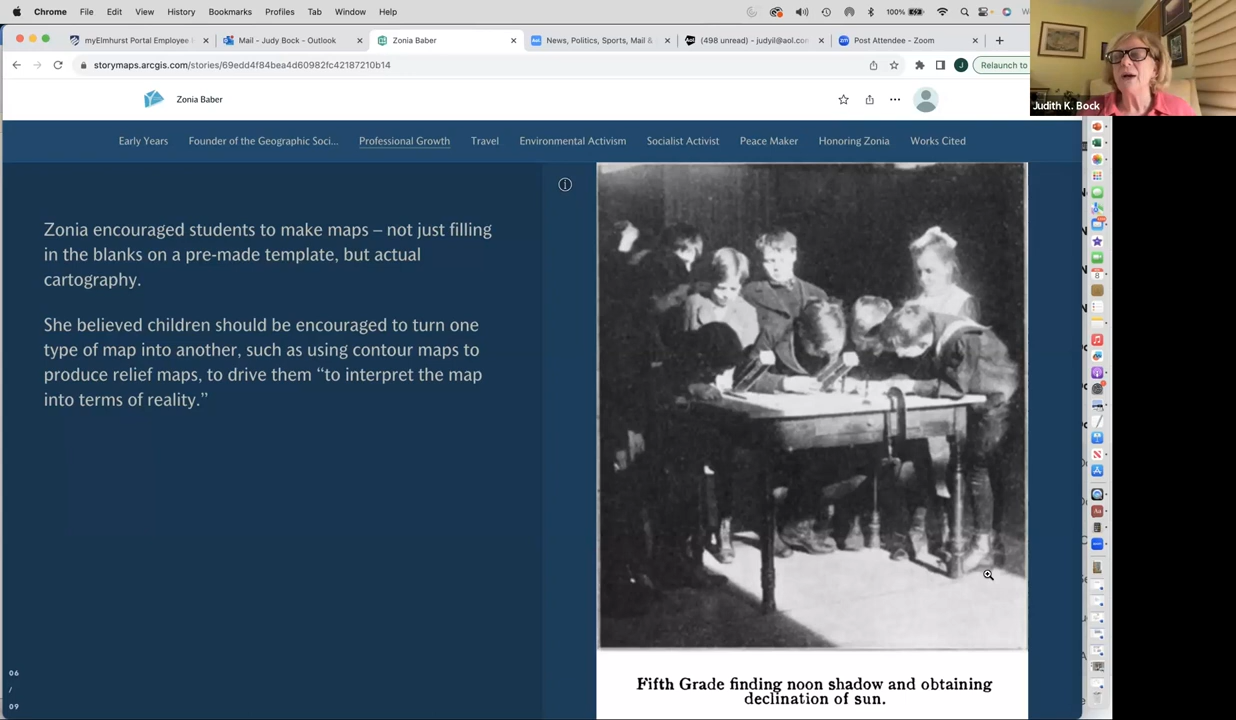 Chrome File Edit View History Bookmarks Profiles Tab Window Help 100%
myElmhurst Portal Employee Mail - Judy Bock - Outlook Zonia Baber News, Politics, Sports, Mail & (498 unread) - judyil@aol.com Post Attendee - Zoom
storymaps.arcgis.com/stories/69edd4f84bea4d60982fc42187210b14 J Relaunch to
Judith K. Bock
Zonia Baber
Early Years Founder of the Geographic Soci... Professional Growth Travel Environmental Activism Socialist Activist Peace Maker Honoring Zonia Works Cited
Zonia encouraged students to make maps – not just filling
in the blanks on a pre-made template, but actual
cartography.
She believed children should be encouraged to turn one
type of map into another, such as using contour maps to
produce relief maps, to drive them “to interpret the map
into terms of reality.”
06
/
09
Fifth Grade finding noon shadow and obtaining
declination of sun.